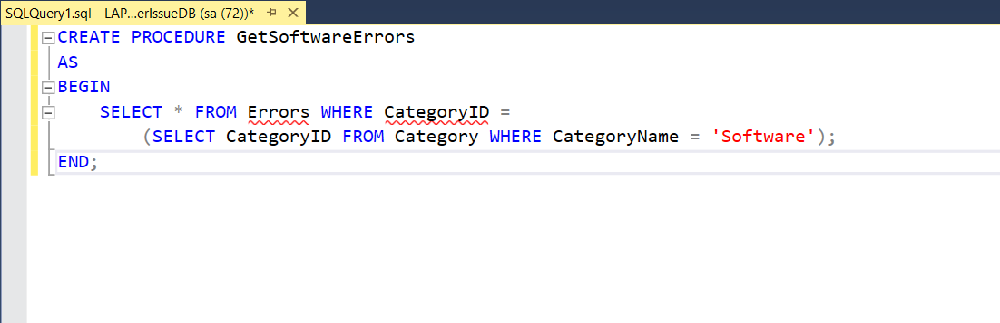 SQLQuery1.sql - LAP...erIssueDB (sa (72))*
CREATE PROCEDURE GetSoftwareErrors
AS
BEGIN
SELECT * FROM Errors WHERE CategoryID =
(SELECT CategoryID FROM Category WHERE CategoryName = 'Software');
END;